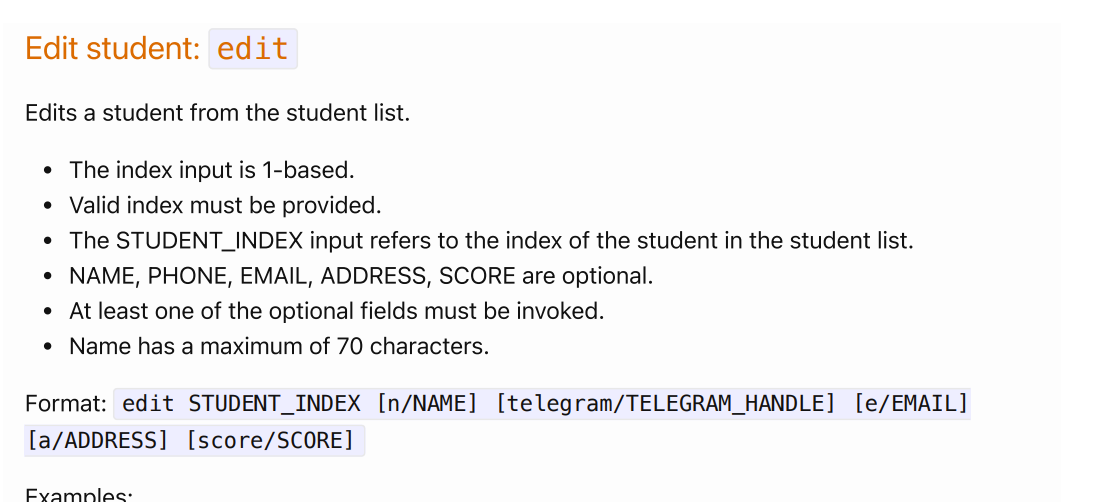 Edit student: edit
Edits a student from the student list.
• The index input is 1-based.
• Valid index must be provided.
• The STUDENT_INDEX input refers to the index of the student in the student list.
• NAME, PHONE, EMAIL, ADDRESS, SCORE are optional.
• At least one of the optional fields must be invoked.
• Name has a maximum of 70 characters.
Format: edit STUDENT_INDEX [n/NAME] [telegram/TELEGRAM_HANDLE] [e/EMAIL]
[a/ADDRESS] [score/SCORE]
Examples: